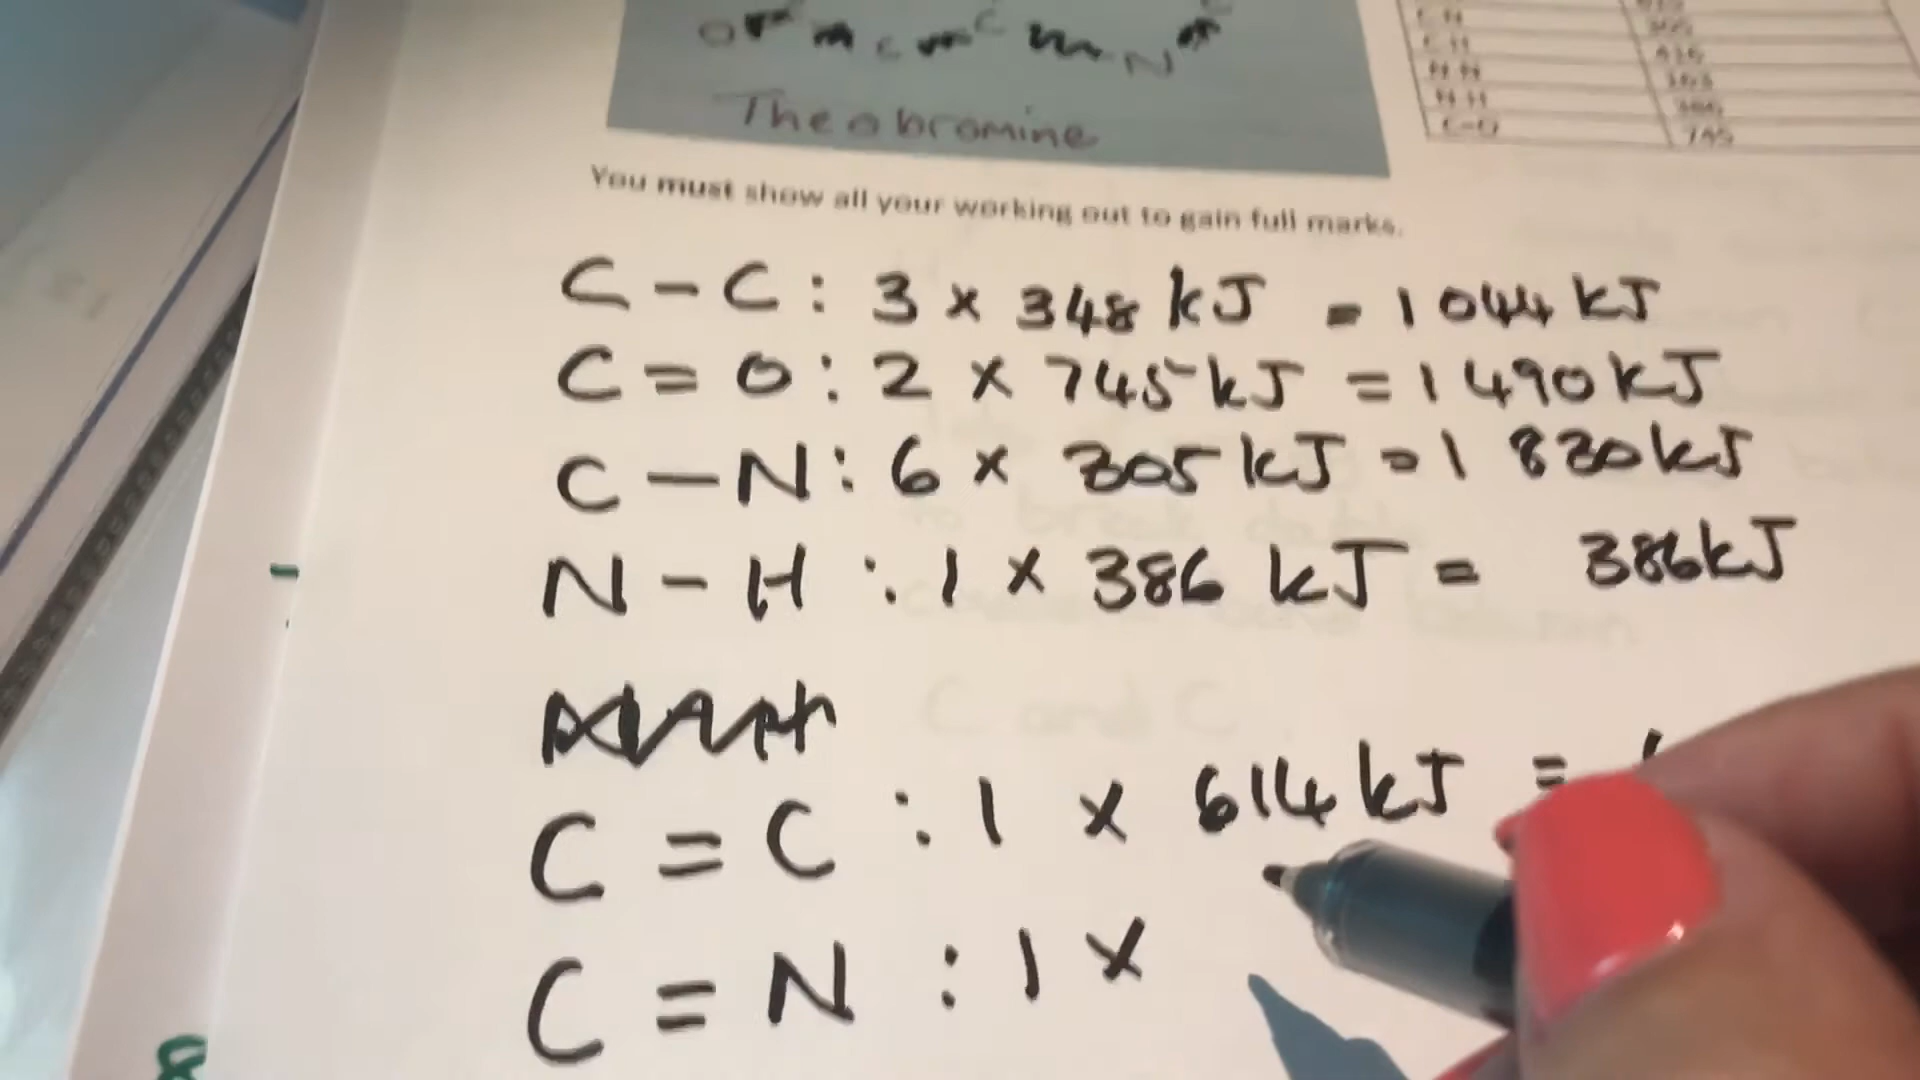 Theobromine
You must show all your working out to gain full marks.
C - C : 3 × 348 kJ = 1044 kJ
C = O : 2 × 745 kJ = 1490 kJ
C - N : 6 × 305 kJ = 1830 kJ
N - H : 1 × 386 kJ = 386 kJ
C = C : 1 × 614 kJ =
C = N : 1 ×